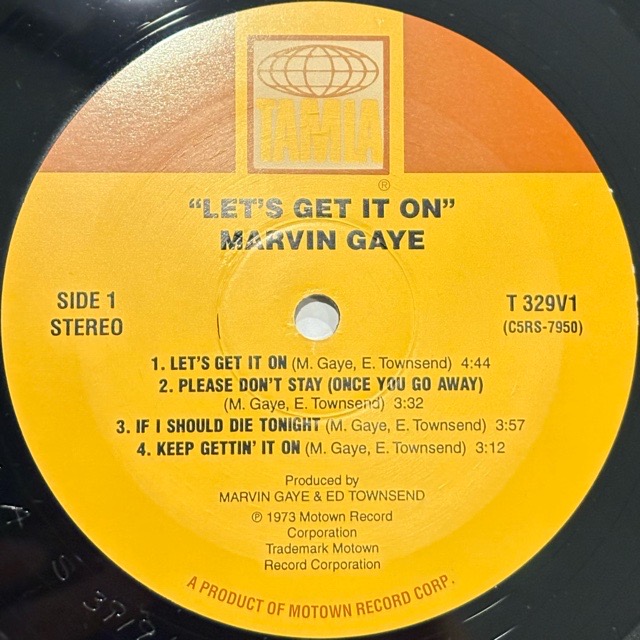 TAMLA
®
"LET'S GET IT ON"
MARVIN GAYE
SIDE 1
STEREO
T 329V1
(C5RS-7950)
1. LET'S GET IT ON (M. Gaye, E. Townsend) 4:44
2. PLEASE DON'T STAY (ONCE YOU GO AWAY)
(M. Gaye, E. Townsend) 3:32
3. IF I SHOULD DIE TONIGHT (M. Gaye, E. Townsend) 3:57
4. KEEP GETTIN' IT ON (M. Gaye, E. Townsend) 3:12
Produced by
MARVIN GAYE & ED TOWNSEND
℗ 1973 Motown Record
Corporation
Trademark Motown
Record Corporation
A PRODUCT OF MOTOWN RECORD CORP.